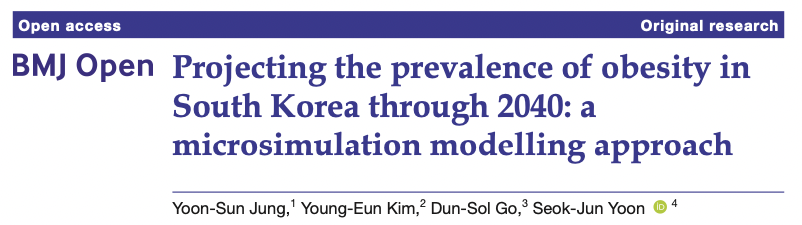 Open access
Original research
BMJ Open
Projecting the prevalence of obesity in
South Korea through 2040: a
microsimulation modelling approach
Yoon-Sun Jung,1 Young-Eun Kim,2 Dun-Sol Go,3 Seok-Jun Yoon iD 4